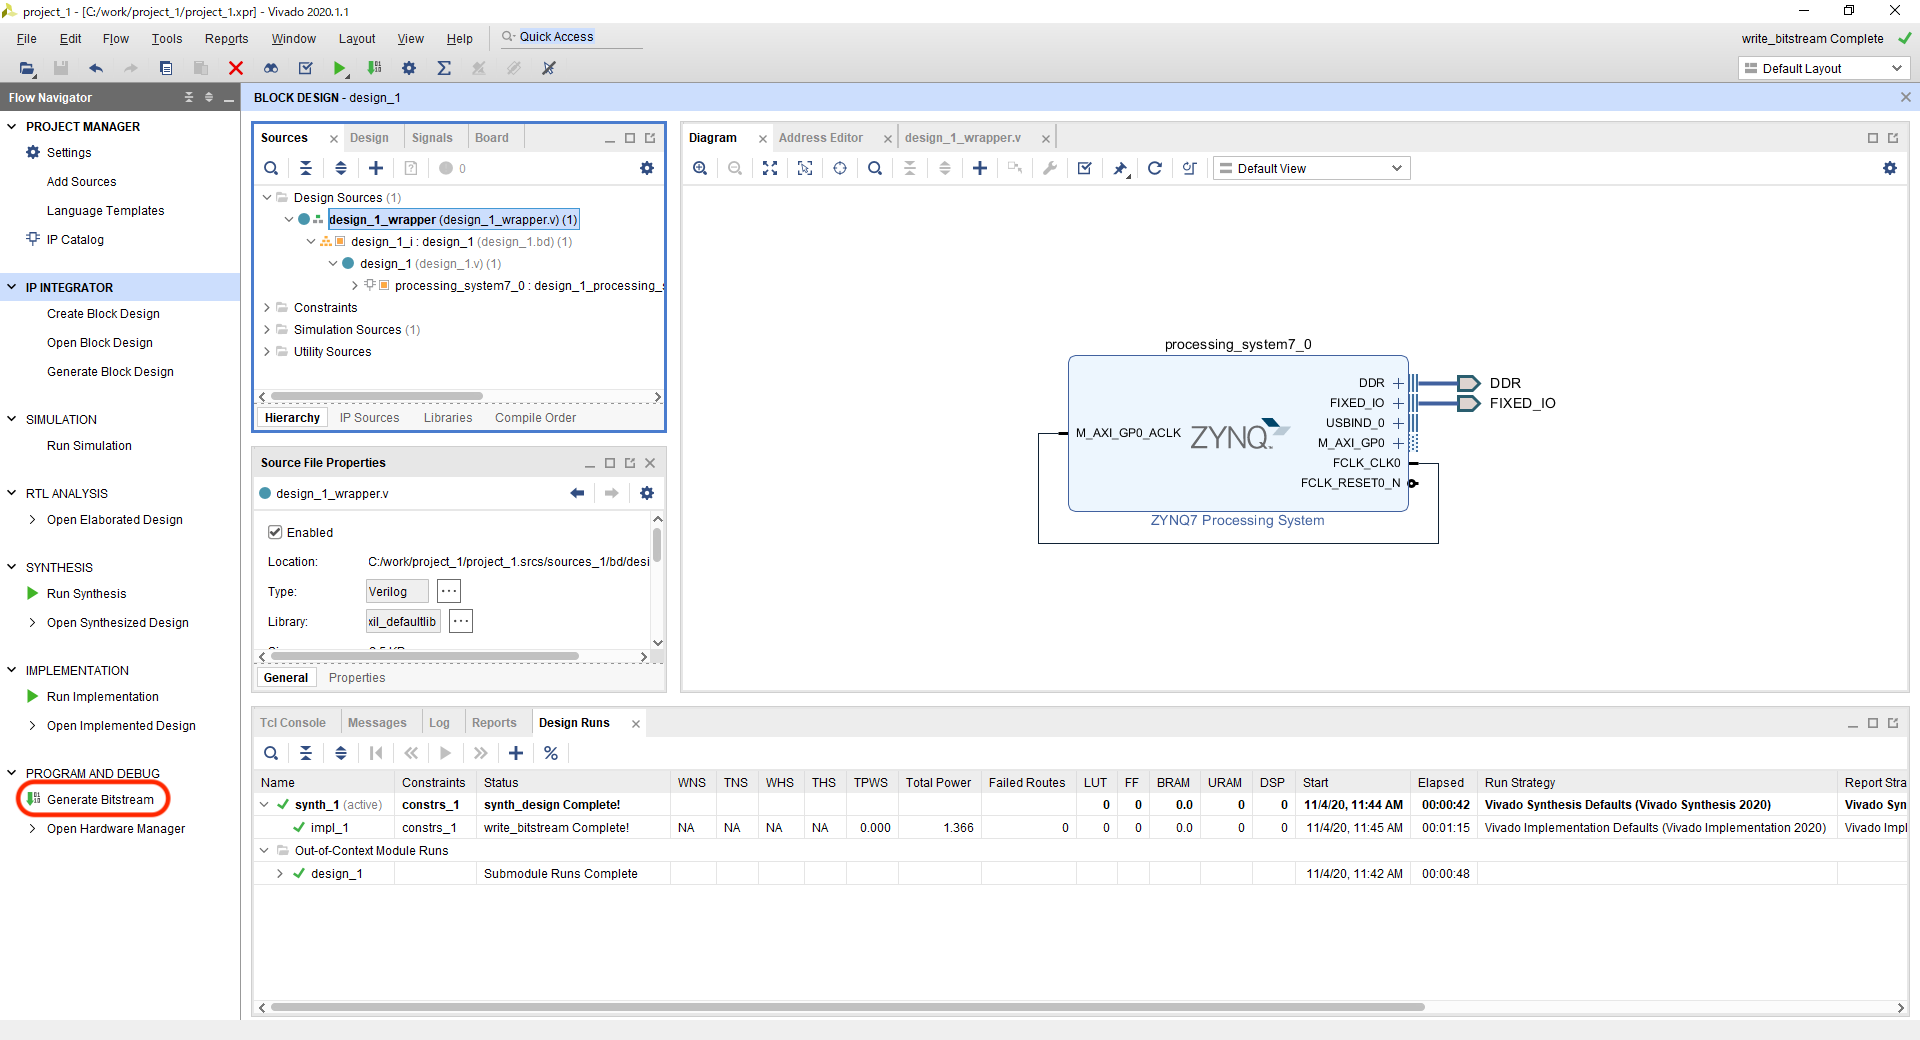 project_1 - [C:/work/project_1/project_1.xpr] - Vivado 2020.1.1
File Edit Flow Tools Reports Window Layout View Help Quick Access
write_bitstream Complete
Default Layout
Flow Navigator
PROJECT MANAGER
Settings
Add Sources
Language Templates
IP Catalog
IP INTEGRATOR
Create Block Design
Open Block Design
Generate Block Design
SIMULATION
Run Simulation
RTL ANALYSIS
Open Elaborated Design
SYNTHESIS
Run Synthesis
Open Synthesized Design
IMPLEMENTATION
Run Implementation
Open Implemented Design
PROGRAM AND DEBUG
Generate Bitstream
Open Hardware Manager
BLOCK DESIGN - design_1
Sources Design Signals Board
0
Design Sources (1)
design_1_wrapper (design_1_wrapper.v) (1)
design_1_i : design_1 (design_1.bd) (1)
design_1 (design_1.v) (1)
processing_system7_0 : design_1_processing_
Constraints
Simulation Sources (1)
Utility Sources
Hierarchy IP Sources Libraries Compile Order
Source File Properties
design_1_wrapper.v
Enabled
Location: C:/work/project_1/project_1.srcs/sources_1/bd/desi
Type: Verilog ...
Library: xil_defaultlib ...
General Properties
Diagram Address Editor design_1_wrapper.v
Default View
processing_system7_0
DDR
FIXED_IO
USBIND_0
M_AXI_GP0
FCLK_CLK0
FCLK_RESET0_N
M_AXI_GP0_ACLK
ZYNQ
DDR
FIXED_IO
ZYNQ7 Processing System
Tcl Console Messages Log Reports Design Runs
Name Constraints Status WNS TNS WHS THS TPWS Total Power Failed Routes LUT FF BRAM URAM DSP Start Elapsed Run Strategy Report Stra
synth_1 (active) constrs_1 synth_design Complete! 0 0 0.0 0 0 11/4/20, 11:44 AM 00:00:42 Vivado Synthesis Defaults (Vivado Synthesis 2020) Vivado Syn
impl_1 constrs_1 write_bitstream Complete! NA NA NA NA 0.000 1.366 0 0 0 0.0 0 0 11/4/20, 11:45 AM 00:01:15 Vivado Implementation Defaults (Vivado Implementation 2020) Vivado Impl
Out-of-Context Module Runs
design_1 Submodule Runs Complete 11/4/20, 11:42 AM 00:00:48